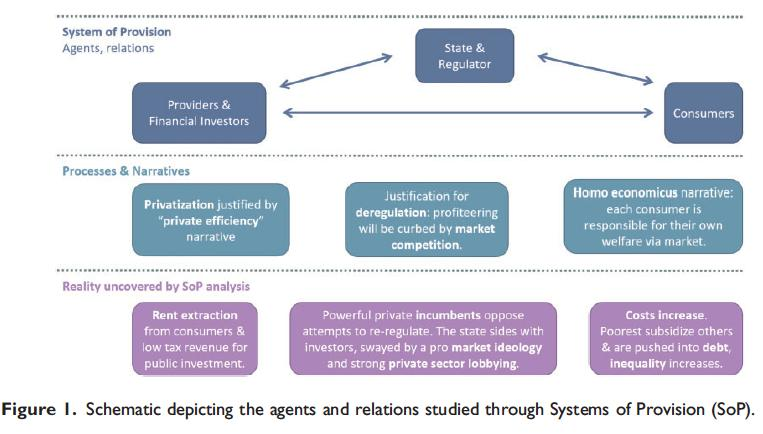 System of Provision
Agents, relations
State &
Regulator
Providers &
Financial Investors
Consumers
Processes & Narratives
Privatization justified by
"private efficiency"
narrative
Justification for
deregulation: profiteering
will be curbed by market
competition.
Homo economicus narrative:
each consumer is
responsible for their own
welfare via market.
Reality uncovered by SoP analysis
Rent extraction
from consumers &
low tax revenue for
public investment.
Powerful private incumbents oppose
attempts to re-regulate. The state sides with
investors, swayed by a pro market ideology
and strong private sector lobbying.
Costs increase.
Poorest subsidize others
& are pushed into debt,
inequality increases.
Figure 1. Schematic depicting the agents and relations studied through Systems of Provision (SoP).